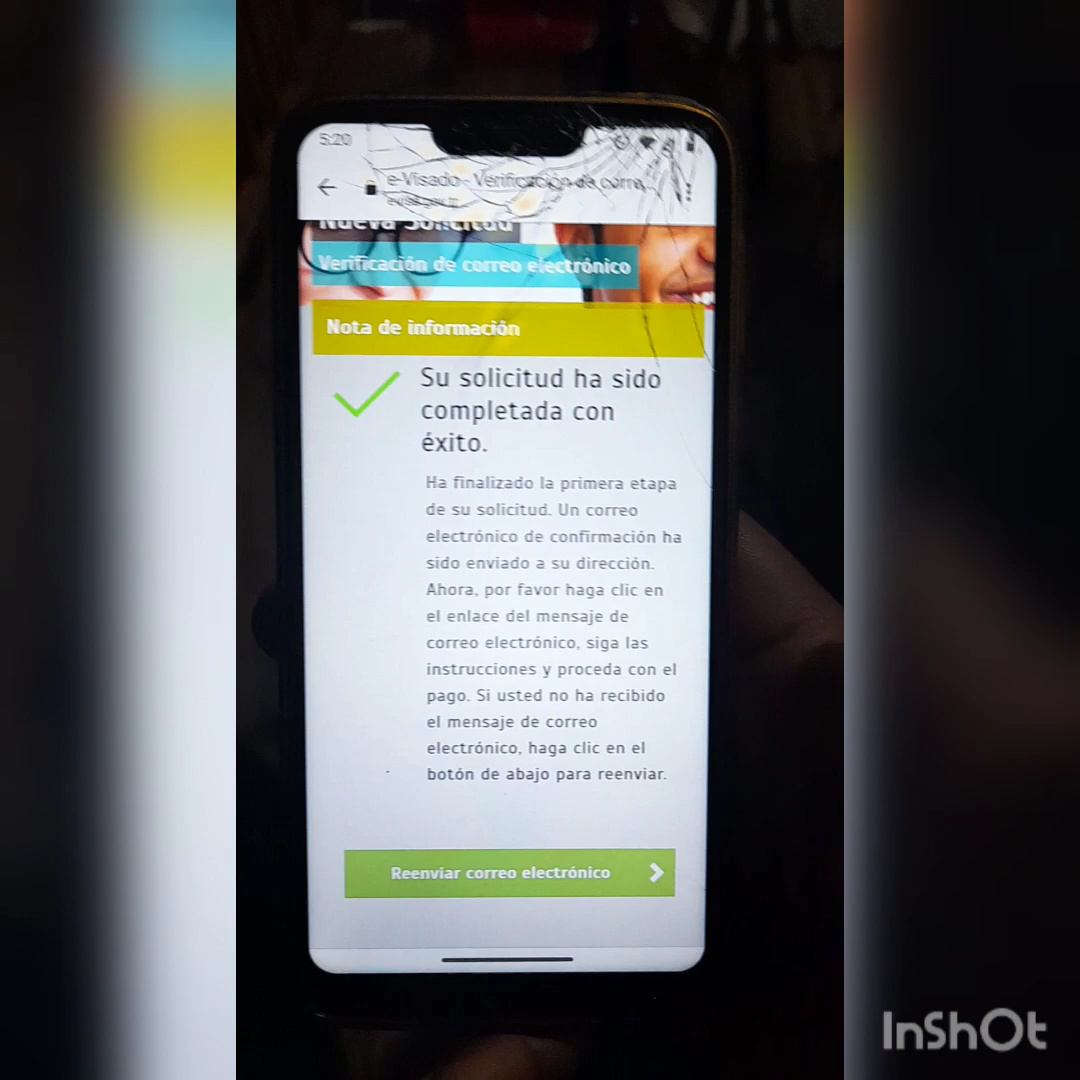 5:20
e-Visado - Verificación de corre...
evisa.gov.tr
Nueva Solicitud
Verificación de correo electrónico
Nota de información
Su solicitud ha sido
completada con
éxito.
Ha finalizado la primera etapa
de su solicitud. Un correo
electrónico de confirmación ha
sido enviado a su dirección.
Ahora, por favor haga clic en
el enlace del mensaje de
correo electrónico, siga las
instrucciones y proceda con el
pago. Si usted no ha recibido
el mensaje de correo
electrónico, haga clic en el
botón de abajo para reenviar.
Reenviar correo electrónico
InShOt